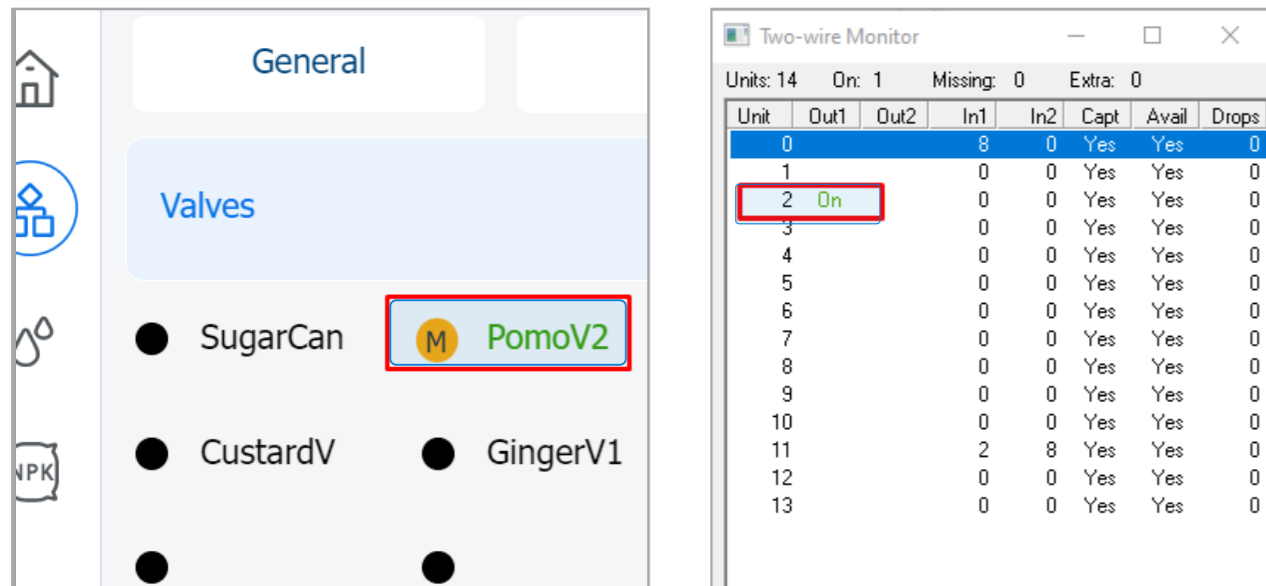 General
Valves
SugarCan
M PomoV2
CustardV
GingerV1
NPK
Two-wire Monitor
Units: 14 On: 1 Missing: 0 Extra: 0
Unit Out1 Out2 In1 In2 Capt Avail Drops
0 8 0 Yes Yes 0
1 0 0 Yes Yes 0
2 On 0 0 Yes Yes 0
3 0 0 Yes Yes 0
4 0 0 Yes Yes 0
5 0 0 Yes Yes 0
6 0 0 Yes Yes 0
7 0 0 Yes Yes 0
8 0 0 Yes Yes 0
9 0 0 Yes Yes 0
10 0 0 Yes Yes 0
11 2 8 Yes Yes 0
12 0 0 Yes Yes 0
13 0 0 Yes Yes 0